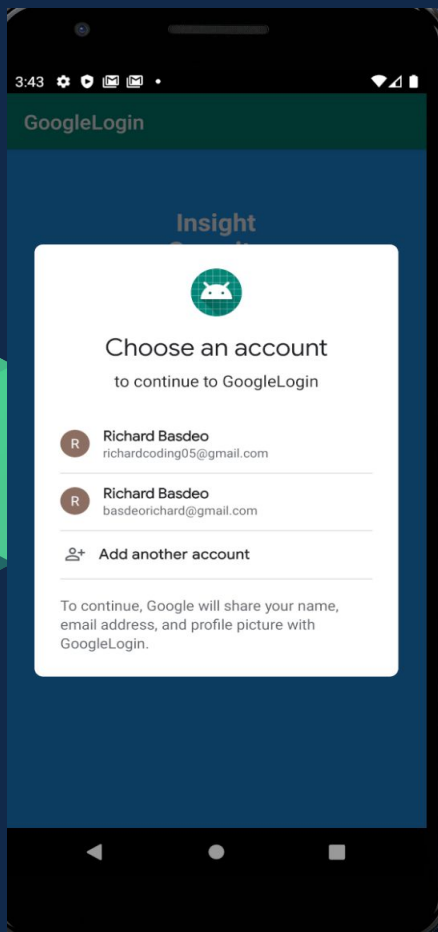 3:43
GoogleLogin
Insight
Choose an account
to continue to GoogleLogin
R
Richard Basdeo
richardcoding05@gmail.com
R
Richard Basdeo
basdeorichard@gmail.com
Add another account
To continue, Google will share your name,
email address, and profile picture with
GoogleLogin.